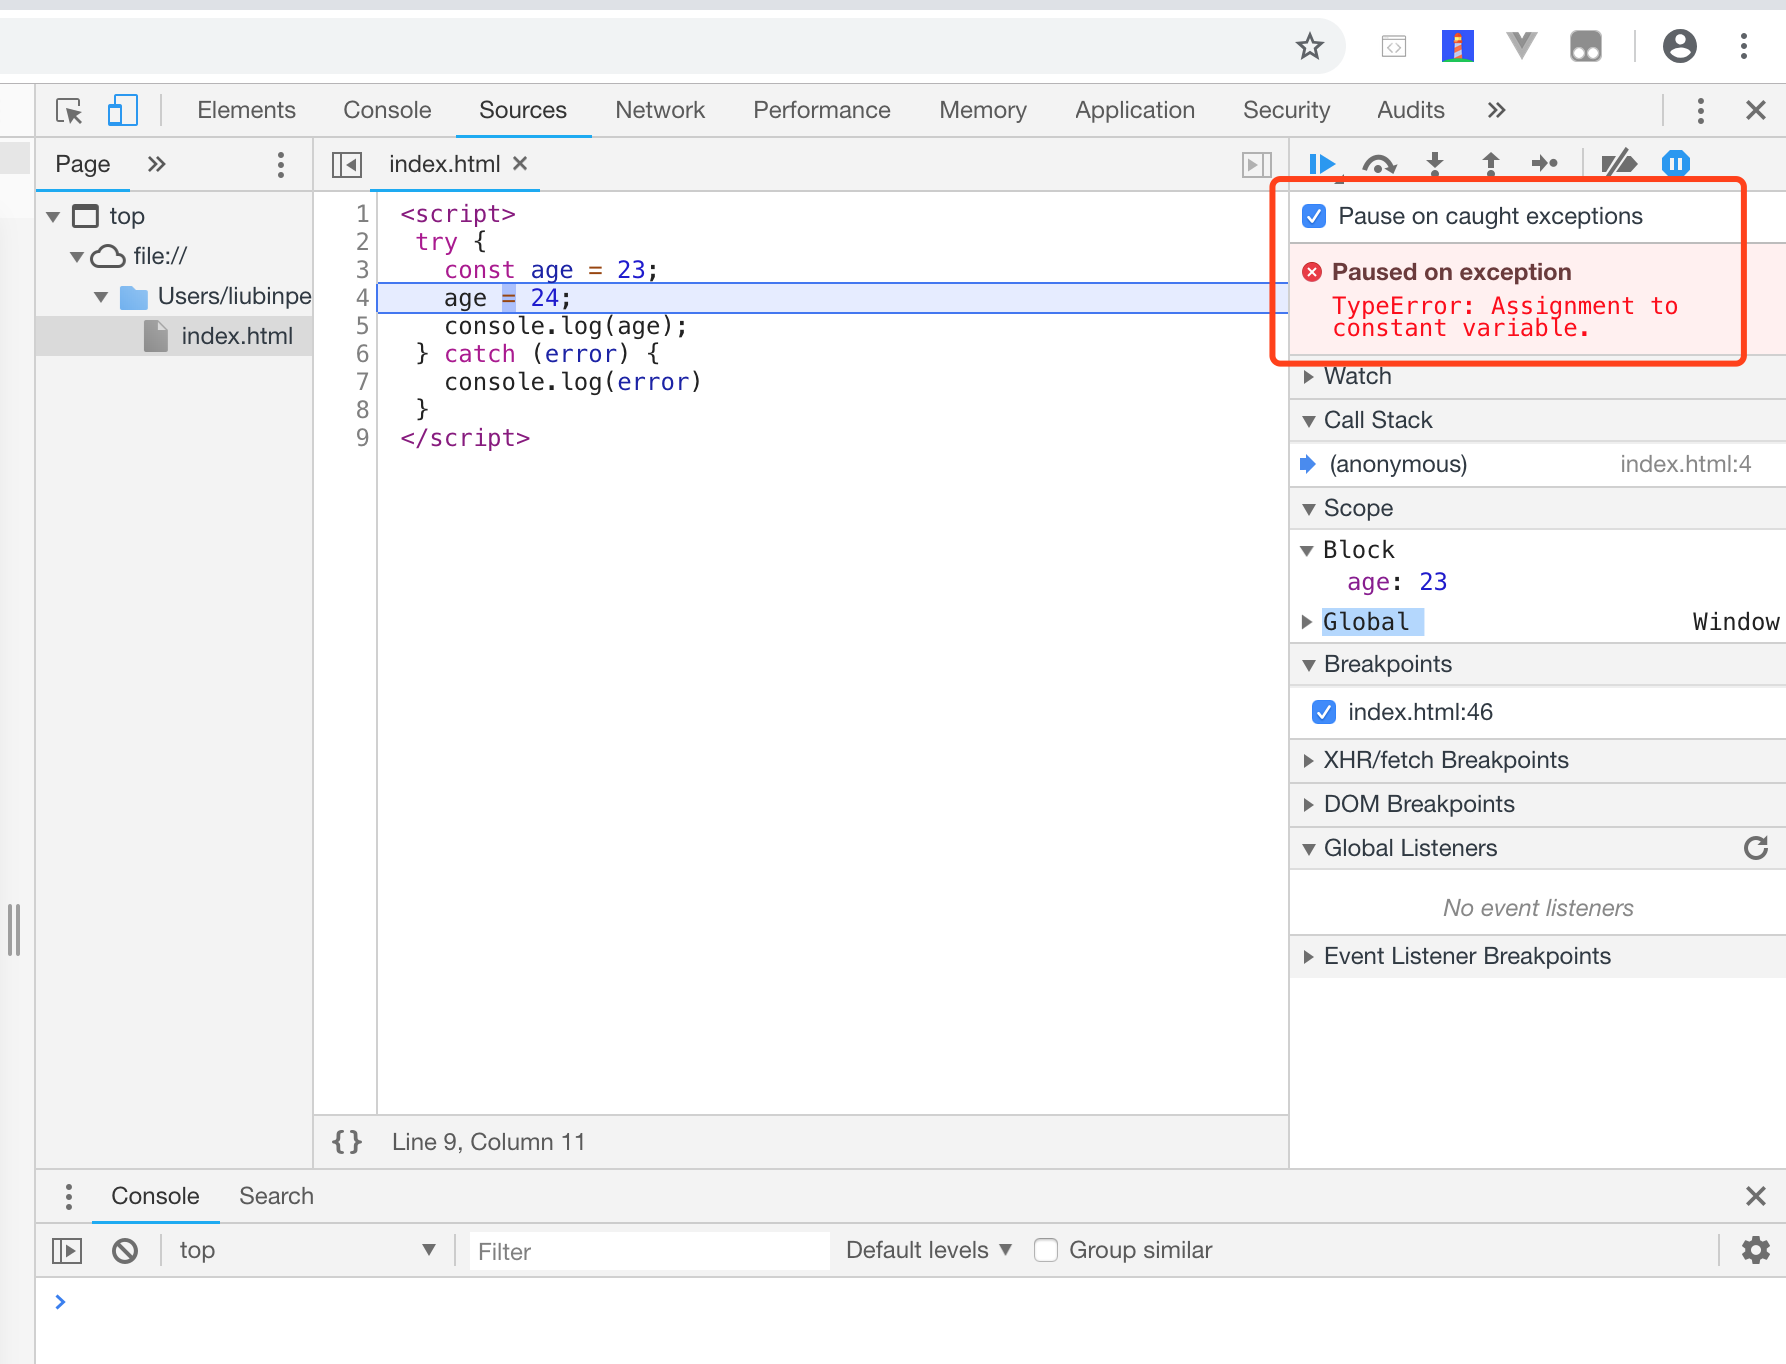 Elements Console Sources Network Performance Memory Application Security Audits
Page
index.html
top
file://
Users/liubinpe
index.html
1 <script>
2 try {
3 const age = 23;
4 age = 24;
5 console.log(age);
6 } catch (error) {
7 console.log(error)
8 }
9 </script>
{} Line 9, Column 11
Pause on caught exceptions
Paused on exception
TypeError: Assignment to
constant variable.
Watch
Call Stack
(anonymous) index.html:4
Scope
Block
age: 23
Global Window
Breakpoints
index.html:46
XHR/fetch Breakpoints
DOM Breakpoints
Global Listeners
No event listeners
Event Listener Breakpoints
Console Search
top Filter Default levels Group similar